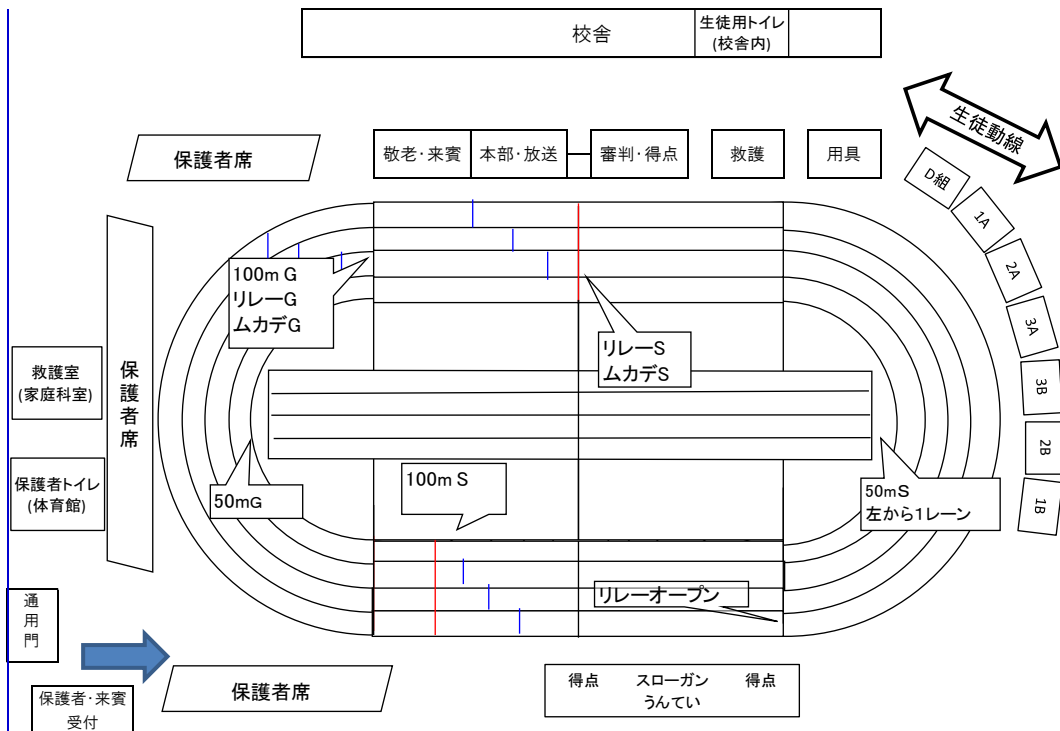 校舎
生徒用トイレ
(校舎内)
生徒動線
保護者席
敬老・来賓
本部・放送
審判・得点
救護
用具
D組
1A
2A
3A
3B
2B
1B
100m G
リレーG
ムカデG
リレーS
ムカデS
救護室
(家庭科室)
保護者席
保護者トイレ
(体育館)
50mG
100m S
50mS
左から1レーン
リレーオープン
通用門
保護者・来賓
受付
保護者席
得点 スローガン 得点
うんてい